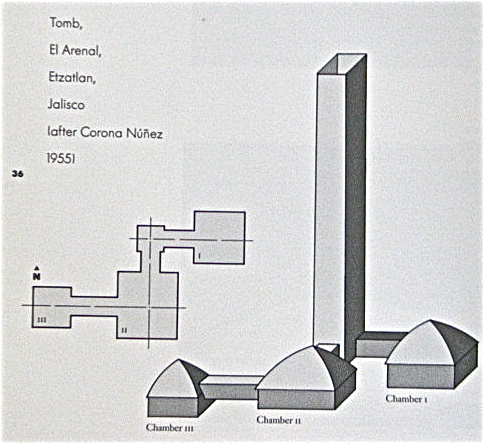 Tomb,
El Arenal,
Etzatlan,
Jalisco
(after Corona Núñez
1955)
36
N
I
III
II
Chamber I
Chamber II
Chamber III